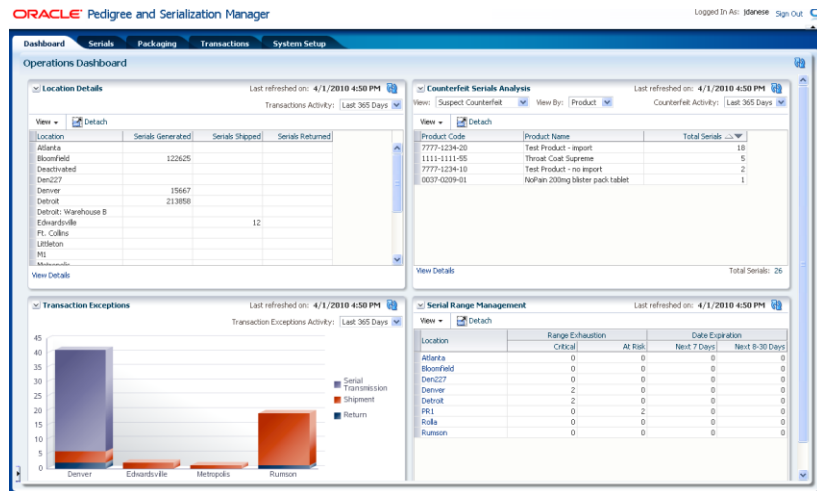 ORACLE Pedigree and Serialization Manager
Logged In As: jdanese Sign Out
Dashboard Serials Packaging Transactions System Setup
Operations Dashboard
Location Details Last refreshed on: 4/1/2010 4:50 PM
Transactions Activity: Last 365 Days
View Detach
Location Serials Generated Serials Shipped Serials Returned
Atlanta
Bloomfield 122625
Deactivated
Den227
Denver 15667
Detroit 213858
Detroit: Warehouse B
Edwardsville 12
Ft. Collins
Littleton
M1
Metropolis
View Details
Counterfeit Serials Analysis Last refreshed on: 4/1/2010 4:50 PM
View: Suspect Counterfeit View By: Product Counterfeit Activity: Last 365 Days
View Detach
Product Code Product Name Total Serials
7777-1234-20 Test Product - import 18
1111-1111-55 Throat Coat Supreme 5
7777-1234-10 Test Product - no import 2
0037-0209-01 NoPain 200mg blister pack tablet 1
View Details Total Serials: 26
Transaction Exceptions Last refreshed on: 4/1/2010 4:50 PM
Transaction Exceptions Activity: Last 365 Days
45
40
35
30
25
20
15
10
5
0
Denver Edwardsville Metropolis Rumson
Serial Transmission
Shipment
Return
Serial Range Management Last refreshed on: 4/1/2010 4:50 PM
View Detach
Location Range Exhaustion Date Expiration
Critical At Risk Next 7 Days Next 8-30 Days
Atlanta 0 0 0 0
Bloomfield 0 0 0 0
Den227 0 0 0 0
Denver 2 0 0 0
Detroit 2 0 0 0
PR1 0 2 0 0
Rolla 0 0 0 0
Rumson 0 0 0 0